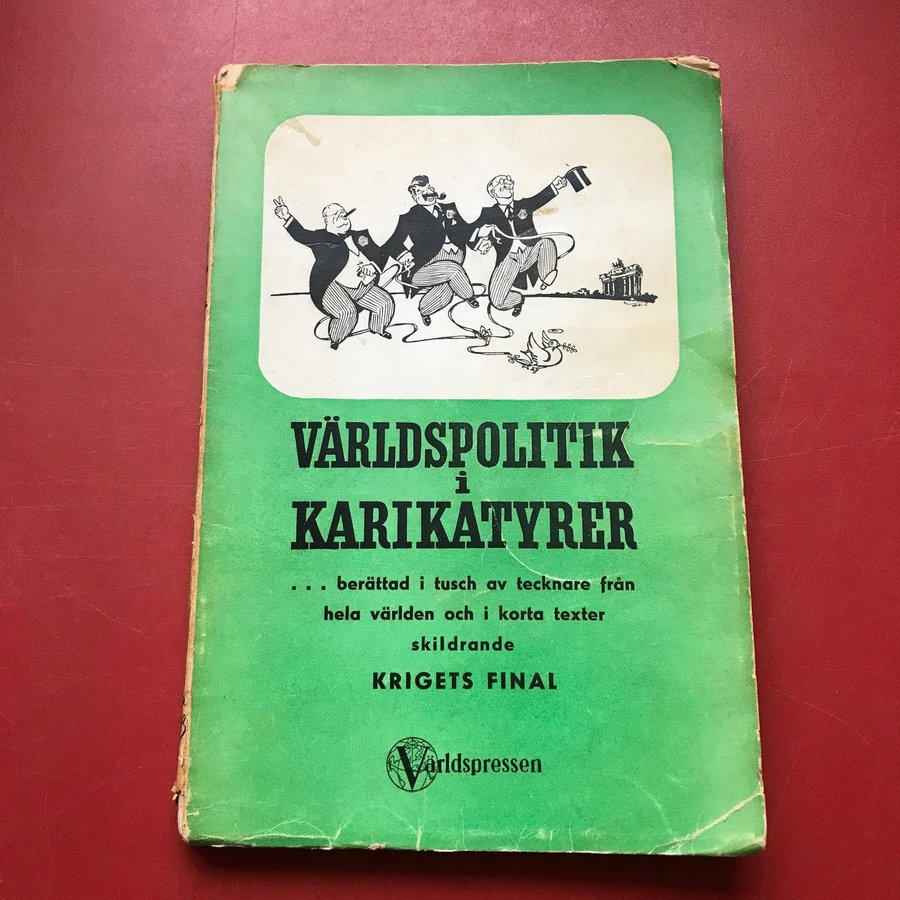 VÄRLDSPOLITIK
i
KARIKATYRER
... berättad i tusch av tecknare från
hela världen och i korta texter
skildrande
KRIGETS FINAL
Världspressen